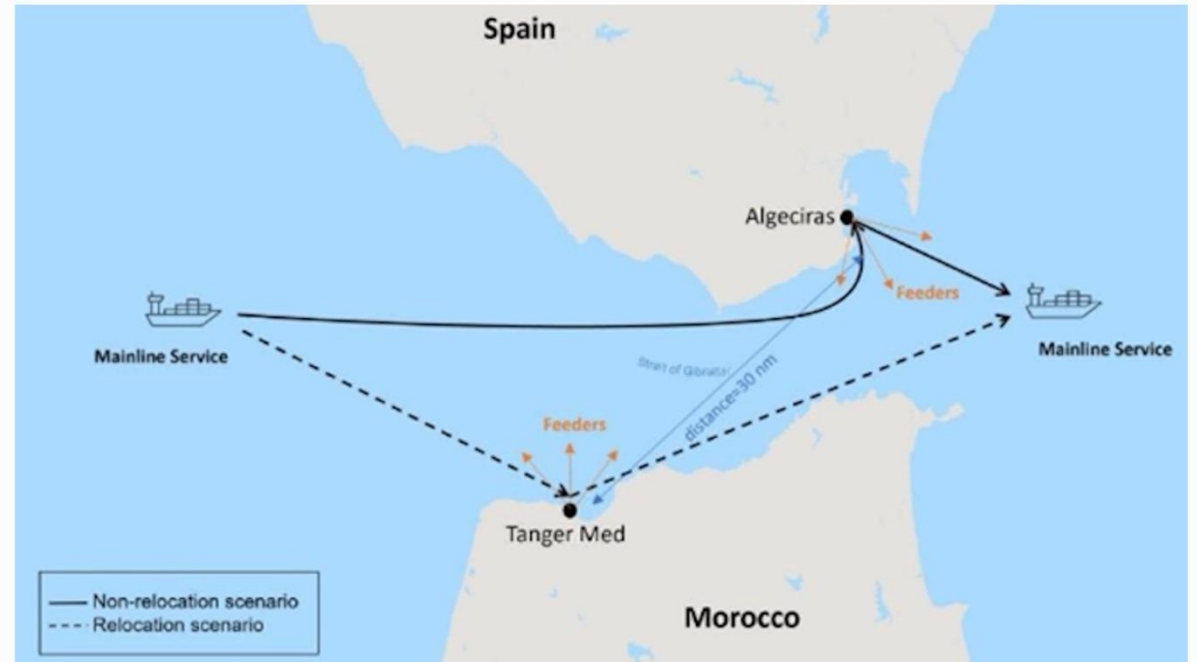 Spain
Algeciras
Feeders
Mainline Service
Mainline Service
Strait of Gibraltar
distance=30 nm
Feeders
Tanger Med
Morocco
Non-relocation scenario
Relocation scenario